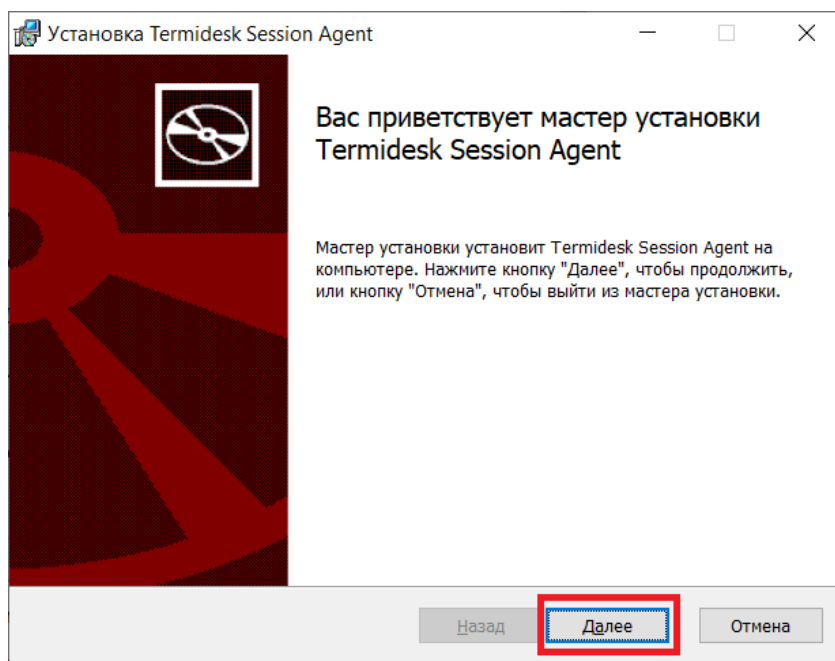 Установка Termidesk Session Agent
Вас приветствует мастер установки
Termidesk Session Agent
Мастер установки установит Termidesk Session Agent на
компьютере. Нажмите кнопку "Далее", чтобы продолжить,
или кнопку "Отмена", чтобы выйти из мастера установки.
Назад
Далее
Отмена